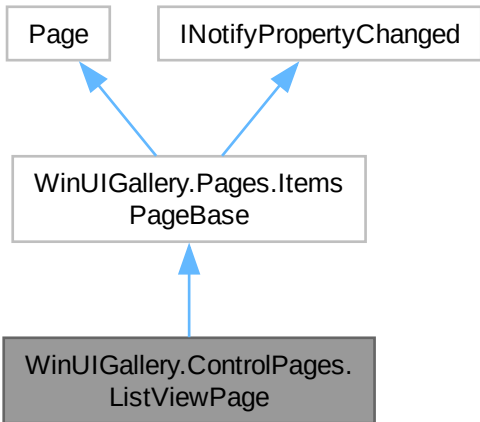 Page
INotifyPropertyChanged
WinUIGallery.Pages.Items
PageBase
WinUIGallery.ControlPages.
ListViewPage